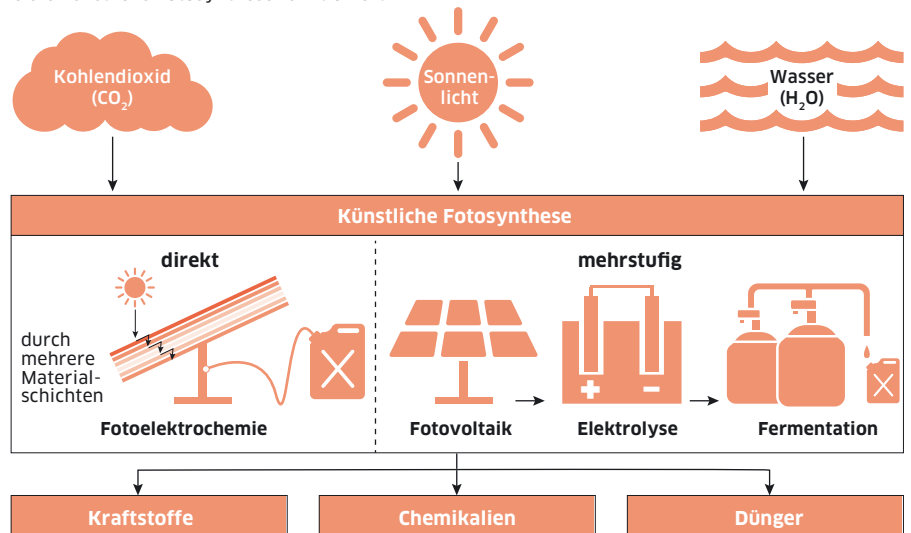 Kohlendioxid
(CO₂)
Sonnen-
licht
Wasser
(H₂O)
Künstliche Fotosynthese
direkt
mehrstufig
durch
mehrere
Material-
schichten
+
–
Fotoelektrochemie
Fotovoltaik
Elektrolyse
Fermentation
Kraftstoffe
Chemikalien
Dünger